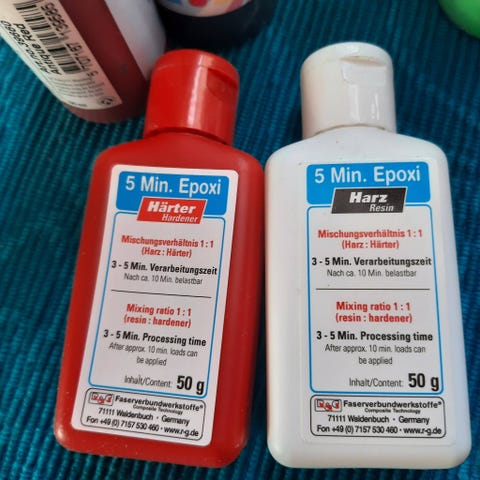 Antique Red
5 Min. Epoxi
Härter
Hardener
Mischungsverhältnis 1 : 1
(Harz : Härter)
3 - 5 Min. Verarbeitungszeit
Nach ca. 10 Min. belastbar
Mixing ratio 1 : 1
(resin : hardener)
3 - 5 Min. Processing time
After approx. 10 min. loads can
be applied
Inhalt/Content: 50 g
R&G Faserverbundwerkstoffe®
Composite Technology
71111 Waldenbuch • Germany
Fon +49 (0) 7157 530 460 • www.r-g.de
5 Min. Epoxi
Harz
Resin
Mischungsverhältnis 1 : 1
(Harz : Härter)
3 - 5 Min. Verarbeitungszeit
Nach ca. 10 Min. belastbar
Mixing ratio 1 : 1
(resin : hardener)
3 - 5 Min. Processing time
After approx. 10 min. loads can
be applied
Inhalt/Content: 50 g
R&G Faserverbundwerkstoffe®
Composite Technology
71111 Waldenbuch • Germany
Fon +49 (0) 7157 530 460 • www.r-g.de